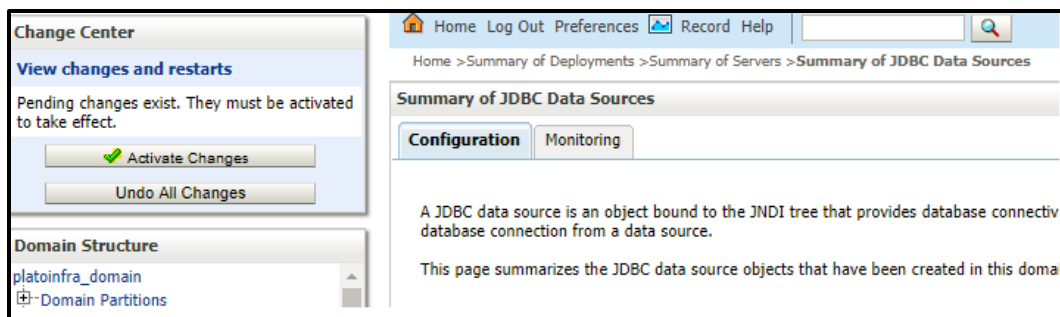 Change Center
View changes and restarts
Pending changes exist. They must be activated
to take effect.
Activate Changes
Undo All Changes
Domain Structure
platoinfra_domain
Domain Partitions
Home Log Out Preferences Record Help
Home >Summary of Deployments >Summary of Servers >Summary of JDBC Data Sources
Summary of JDBC Data Sources
Configuration Monitoring
A JDBC data source is an object bound to the JNDI tree that provides database
database connection from a data source.
This page summarizes the JDBC data source objects that have been created in this